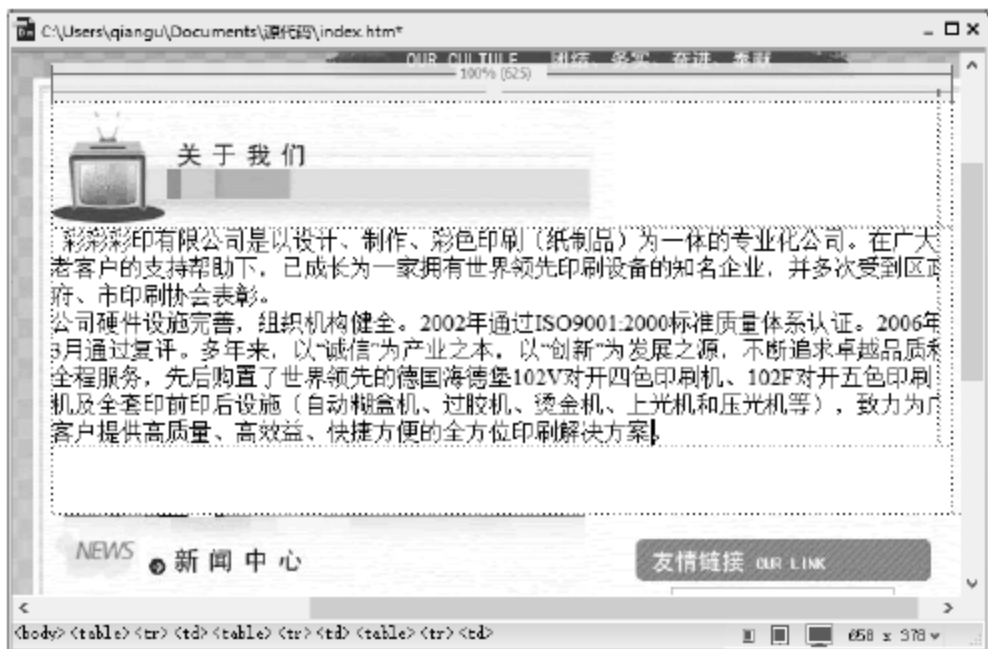 C:\Users\qiangu\Documents\源代码\index.htm*
OUR CULTULE 团结、务实、奋进、奉献
100% (625)
关于我们
彩彩彩印有限公司是以设计、制作、彩色印刷（纸制品）为一体的专业化公司。在广大
老客户的支持帮助下，已成长为一家拥有世界领先印刷设备的知名企业，并多次受到区政
府、市印刷协会表彰。
公司硬件设施完善，组织机构健全。2002年通过ISO9001:2000标准质量体系认证。2006年
3月通过复评。多年来，以“诚信”为产业之本，以“创新”为发展之源，不断追求卓越品质和
全程服务，先后购置了世界领先的德国海德堡102V对开四色印刷机、102F对开五色印刷
机及全套印前印后设施（自动糊盒机、过胶机、烫金机、上光机和压光机等），致力为广
客户提供高质量、高效益、快捷方便的全方位印刷解决方案。
NEWS 新闻中心
友情链接 OUR LINK
<body><table><tr><td><table><tr><td><table><tr><td>
658 x 378